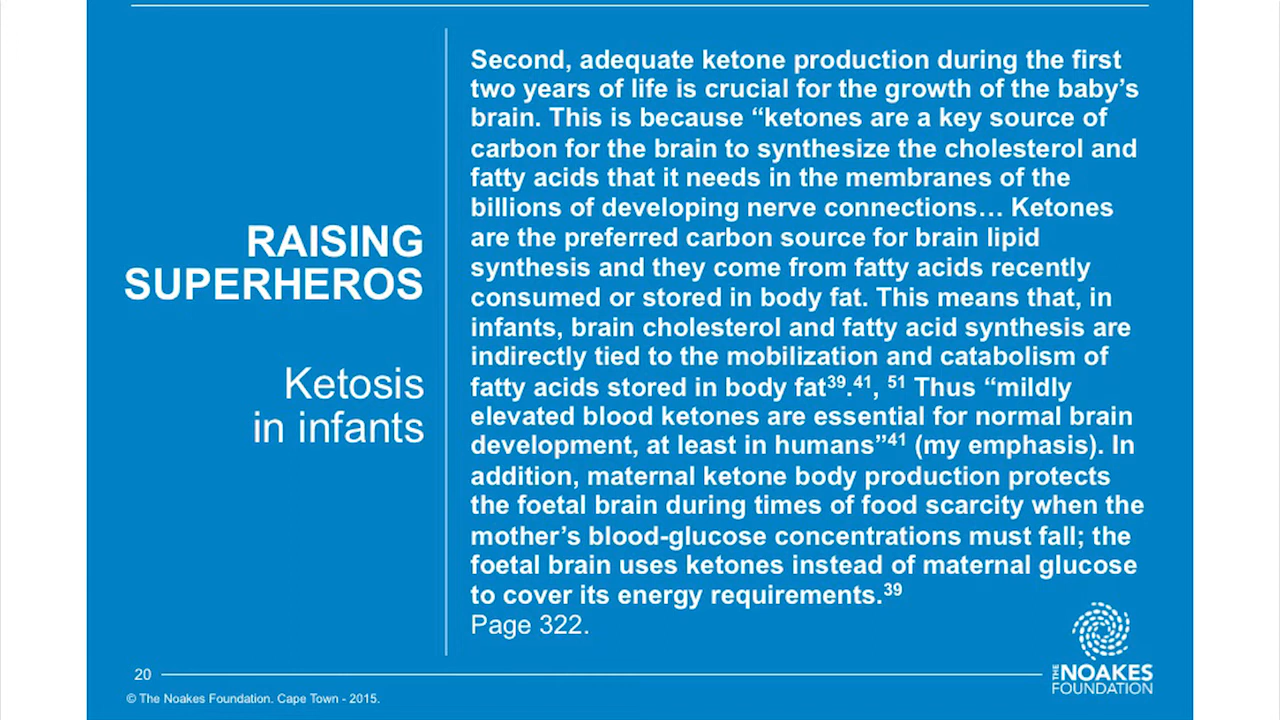 RAISING
SUPERHEROS
Ketosis
in infants
Second, adequate ketone production during the first
two years of life is crucial for the growth of the baby’s
brain. This is because “ketones are a key source of
carbon for the brain to synthesize the cholesterol and
fatty acids that it needs in the membranes of the
billions of developing nerve connections… Ketones
are the preferred carbon source for brain lipid
synthesis and they come from fatty acids recently
consumed or stored in body fat. This means that, in
infants, brain cholesterol and fatty acid synthesis are
indirectly tied to the mobilization and catabolism of
fatty acids stored in body fat³⁹.⁴¹, ⁵¹ Thus “mildly
elevated blood ketones are essential for normal brain
development, at least in humans”⁴¹ (my emphasis). In
addition, maternal ketone body production protects
the foetal brain during times of food scarcity when the
mother’s blood-glucose concentrations must fall; the
foetal brain uses ketones instead of maternal glucose
to cover its energy requirements.³⁹
Page 322.
20
© The Noakes Foundation. Cape Town - 2015.
THE NOAKES
FOUNDATION